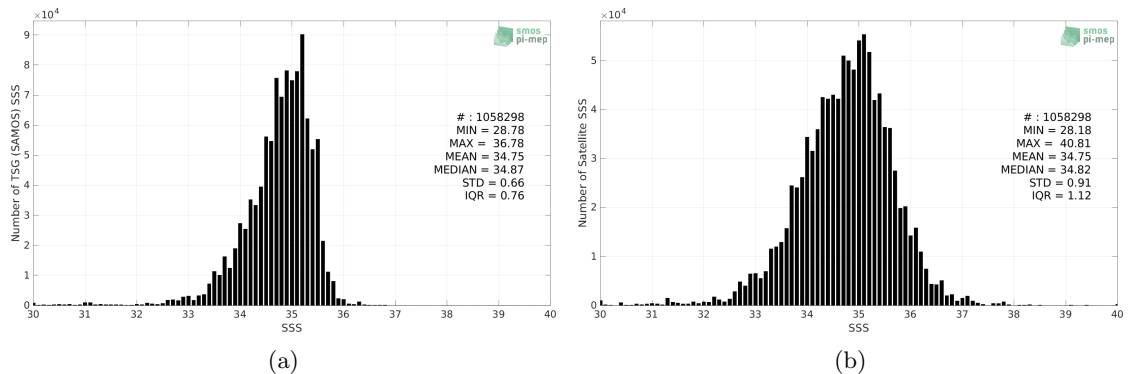 ×10⁴
9
8
7
6
5
4
3
2
1
0
Number of TSG (SAMOS) SSS
30 31 32 33 34 35 36 37 38 39 40
SSS
smos
pi-mep
# : 1058298
MIN = 28.78
MAX = 36.78
MEAN = 34.75
MEDIAN = 34.87
STD = 0.66
IQR = 0.76
(a)
×10⁴
5
4
3
2
1
0
Number of Satellite SSS
30 31 32 33 34 35 36 37 38 39 40
SSS
smos
pi-mep
# : 1058298
MIN = 28.18
MAX = 40.81
MEAN = 34.75
MEDIAN = 34.82
STD = 0.91
IQR = 1.12
(b)